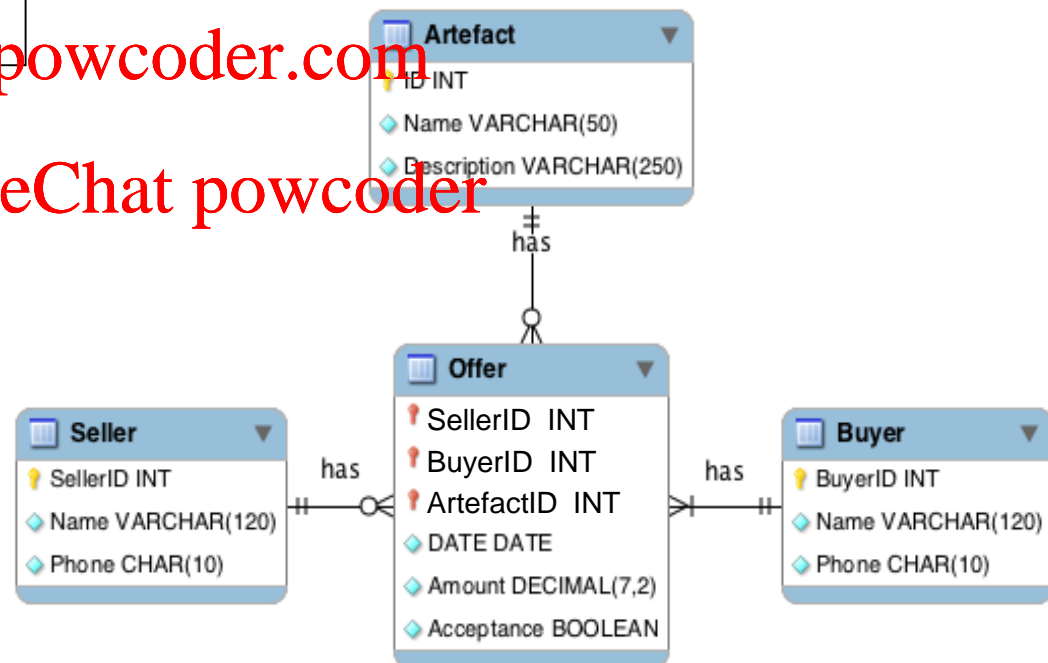 powcoder.com
eChat powcoder
Artefact
ID INT
Name VARCHAR(50)
Description VARCHAR(250)
has
Offer
SellerID INT
BuyerID INT
ArtefactID INT
DATE DATE
Amount DECIMAL(7,2)
Acceptance BOOLEAN
Seller
SellerID INT
Name VARCHAR(120)
Phone CHAR(10)
has
has
Buyer
BuyerID INT
Name VARCHAR(120)
Phone CHAR(10)